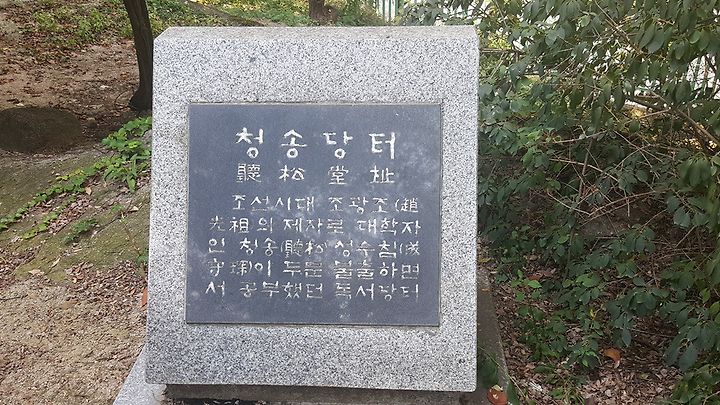 청송당터
聽松堂址
조선시대 조광조(趙
光祖의 제자로 대학자
인 청송(聽松) 성수침(成
守琛)이 두문불출하면
서 공부했던 독서당터